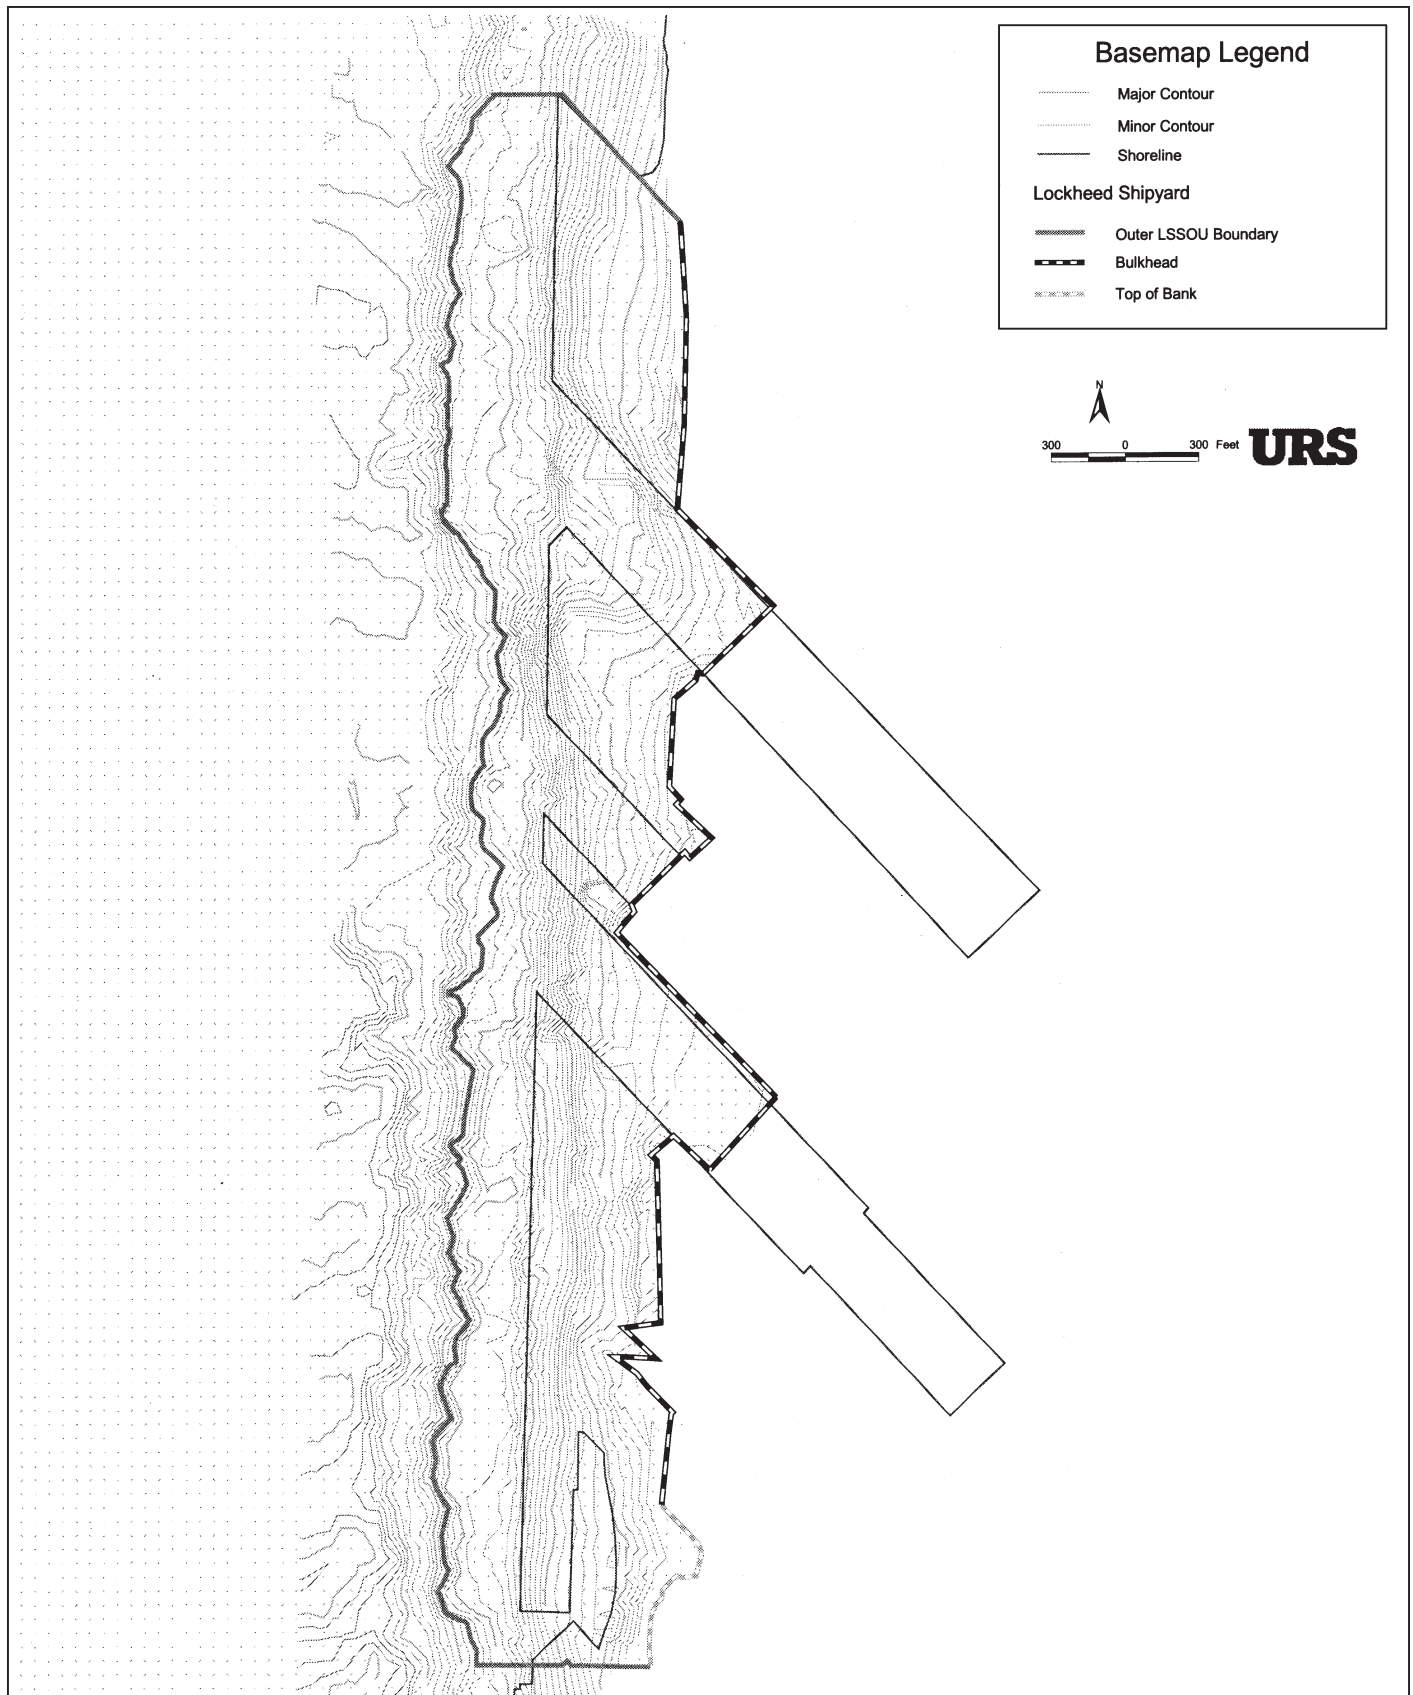 Basemap Legend
Major Contour
Minor Contour
Shoreline
Lockheed Shipyard
Outer LSSOU Boundary
Bulkhead
Top of Bank
N
300 0 300 Feet
URS